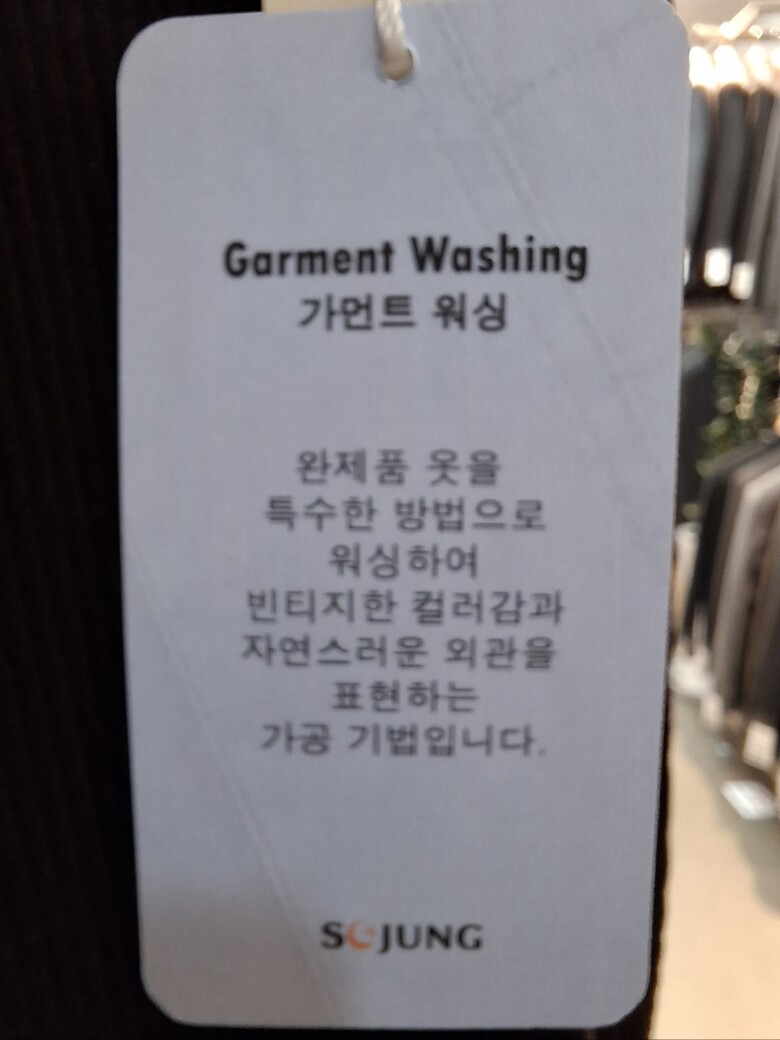 Garment Washing
가먼트 워싱
완제품 옷을
특수한 방법으로
워싱하여
빈티지한 컬러감과
자연스러운 외관을
표현하는
가공 기법입니다.
SOJUNG